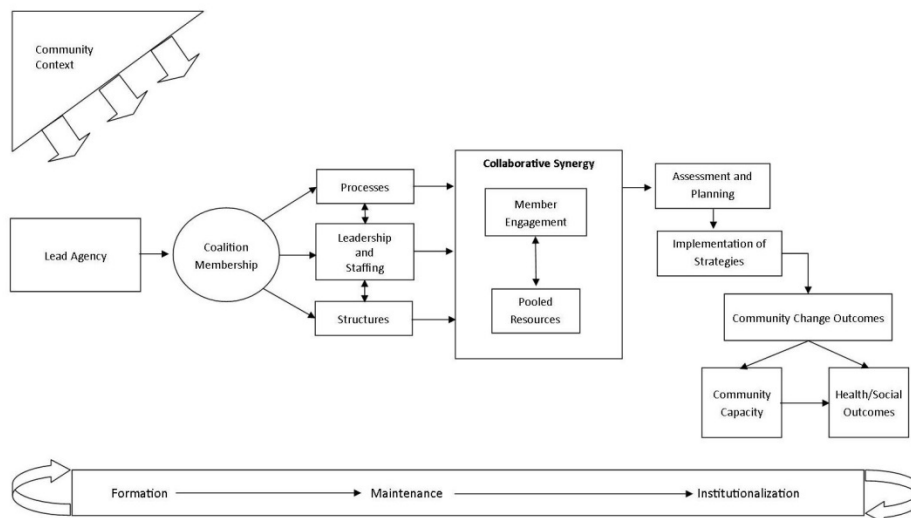 Community
Context
Collaborative Synergy
Processes
Assessment and
Planning
Member
Engagement
Lead Agency
Coalition
Membership
Leadership
and
Staffing
Implementation of
Strategies
Pooled
Resources
Structures
Community Change Outcomes
Community
Capacity
Health/Social
Outcomes
Formation
Maintenance
Institutionalization